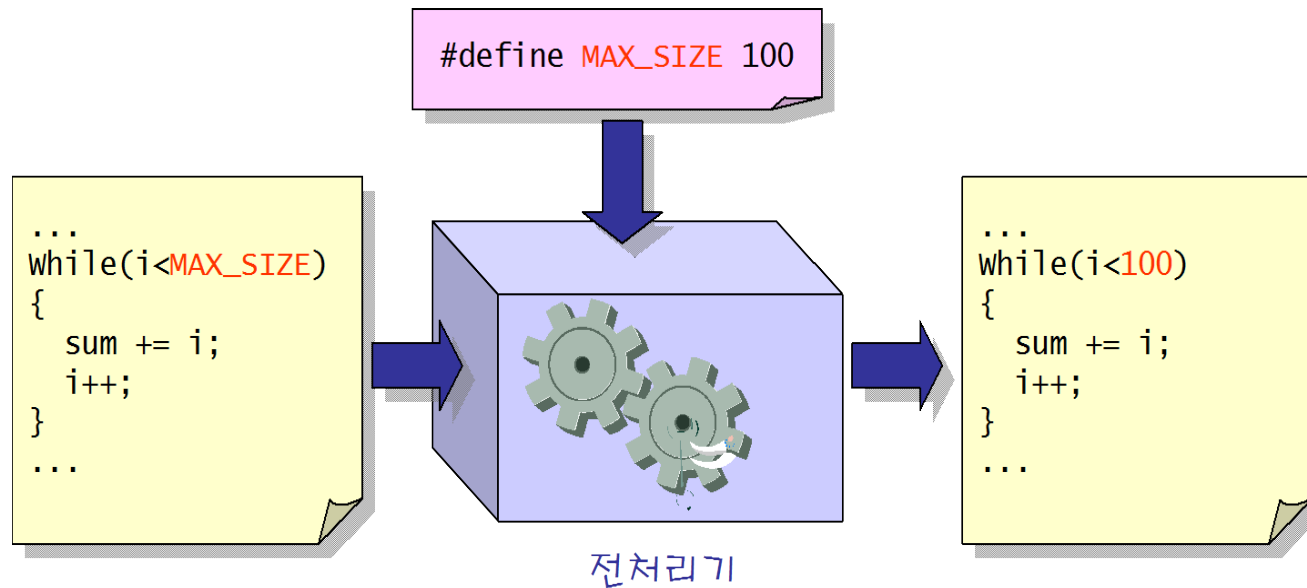 #define MAX_SIZE 100
...
While(i<MAX_SIZE)
{
sum += i;
i++;
}
...
...
While(i<100)
{
sum += i;
i++;
}
...
전처리기